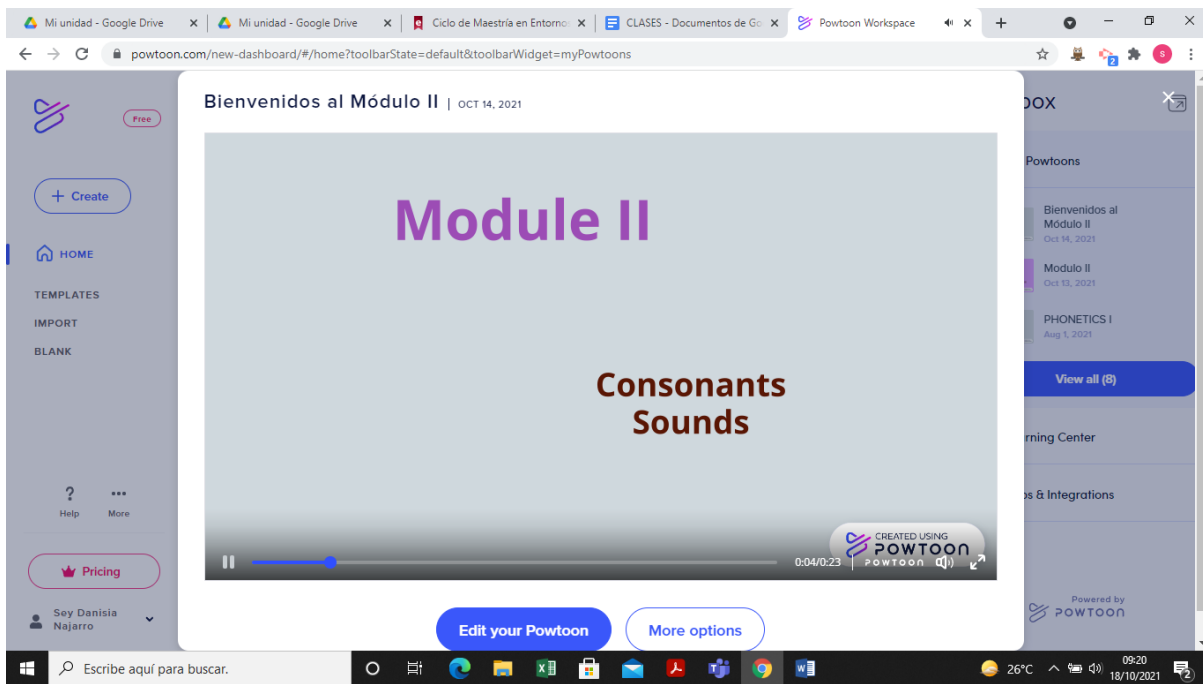 Mi unidad - Google Drive
Mi unidad - Google Drive
Ciclo de Maestría en Entorno
CLASES - Documentos de Go
Powtoon Workspace
powtoon.com/new-dashboard/#/home?toolbarState=default&toolbarWidget=myPowtoons
2
S
Free
+ Create
HOME
TEMPLATES
IMPORT
BLANK
?
Help
More
Pricing
Soy Danisia
Najarro
Bienvenidos al Módulo II | OCT 14, 2021
Module II
Consonants
Sounds
CREATED USING
POWTOON
0:04/0:23
POWTOON
Edit your Powtoon
More options
Powtoons
Bienvenidos al
Módulo II
Oct 14, 2021
Modulo II
Oct 13, 2021
PHONETICS I
Aug 1, 2021
View all (8)
Powered by
POWTOON
Escribe aquí para buscar.
26°C
09:20
18/10/2021
2